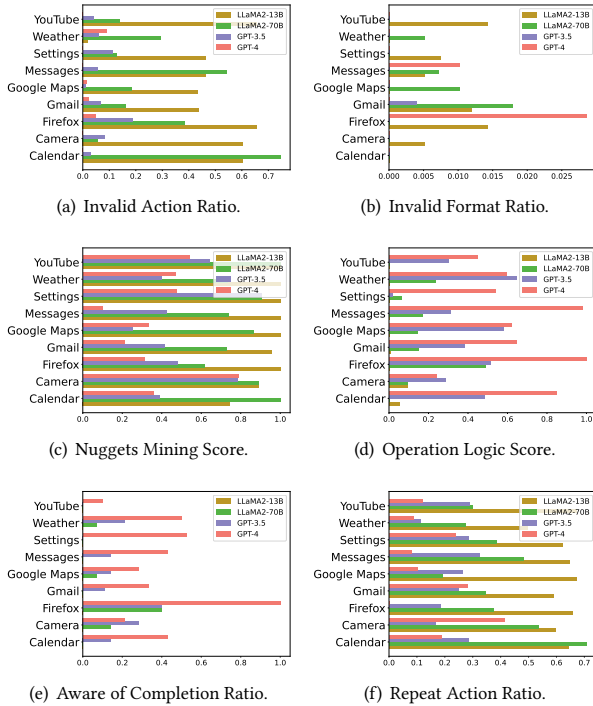 YouTube
Weather
Settings
Messages
Google Maps
Gmail
Firefox
Camera
Calendar
LLaMA2-13B
LLaMA2-70B
GPT-3.5
GPT-4
0.0 0.1 0.2 0.3 0.4 0.5 0.6 0.7
(a) Invalid Action Ratio.
YouTube
Weather
Settings
Messages
Google Maps
Gmail
Firefox
Camera
Calendar
LLaMA2-13B
LLaMA2-70B
GPT-3.5
GPT-4
0.000 0.005 0.010 0.015 0.020 0.025
(b) Invalid Format Ratio.
YouTube
Weather
Settings
Messages
Google Maps
Gmail
Firefox
Camera
Calendar
LLaMA2-13B
LLaMA2-70B
GPT-3.5
GPT-4
0.0 0.2 0.4 0.6 0.8 1.0
(c) Nuggets Mining Score.
YouTube
Weather
Settings
Messages
Google Maps
Gmail
Firefox
Camera
Calendar
LLaMA2-13B
LLaMA2-70B
GPT-3.5
GPT-4
0.0 0.2 0.4 0.6 0.8 1.0
(d) Operation Logic Score.
YouTube
Weather
Settings
Messages
Google Maps
Gmail
Firefox
Camera
Calendar
LLaMA2-13B
LLaMA2-70B
GPT-3.5
GPT-4
0.0 0.2 0.4 0.6 0.8 1.0
(e) Aware of Completion Ratio.
YouTube
Weather
Settings
Messages
Google Maps
Gmail
Firefox
Camera
Calendar
LLaMA2-13B
LLaMA2-70B
GPT-3.5
GPT-4
0.0 0.1 0.2 0.3 0.4 0.5 0.6 0.7
(f) Repeat Action Ratio.